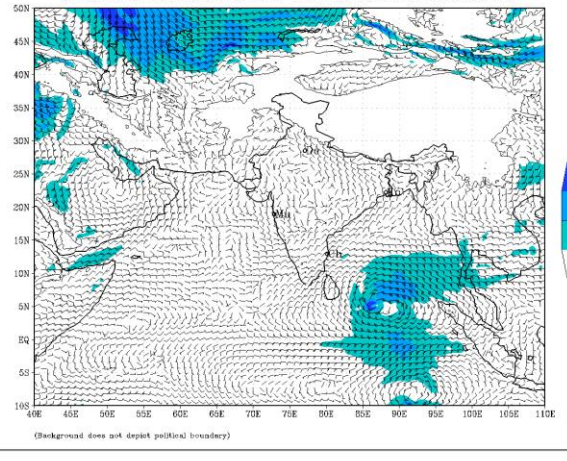 50N
45N
40N
35N
30N
25N
20N
15N
10N
5N
EQ
5S
10S
40E 45E 50E 55E 60E 65E 70E 75E 80E 85E 90E 95E 100E 105E 110E
(Background does not depict political boundary)